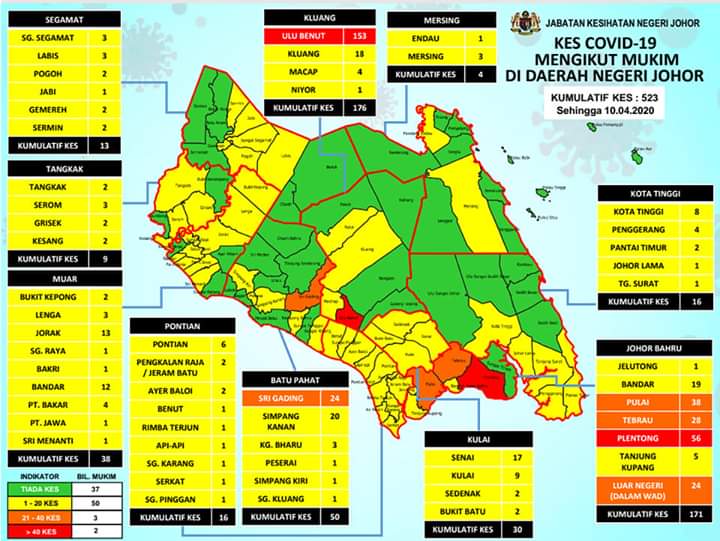 JABATAN KESIHATAN NEGERI JOHOR
KES COVID-19
MENGIKUT MUKIM
DI DAERAH NEGERI JOHOR
KUMULATIF KES : 523
Sehingga 10.04.2020
SEGAMAT
SG. SEGAMAT 3
LABIS 3
POGOH 2
JABI 1
GEMEREH 2
SERMIN 2
KUMULATIF KES 13
TANGKAK
TANGKAK 2
SEROM 3
GRISEK 2
KESANG 2
KUMULATIF KES 9
MUAR
BUKIT KEPONG 2
LENGA 3
JORAK 13
SG. RAYA 1
BAKRI 1
BANDAR 12
PT. BAKAR 4
PT. JAWA 1
SRI MENANTI 1
KUMULATIF KES 38
INDIKATOR BIL. MUKIM
TIADA KES 37
1 - 20 KES 50
21 - 40 KES 3
> 40 KES 2
KLUANG
ULU BENUT 153
KLUANG 18
MACAP 4
NIYOR 1
KUMULATIF KES 176
MERSING
ENDAU 1
MERSING 3
KUMULATIF KES 4
PONTIAN
PONTIAN 6
PENGKALAN RAJA
/ JERAM BATU 2
AYER BALOI 2
BENUT 1
RIMBA TERJUN 1
API-API 1
SG. KARANG 1
SERKAT 1
SG. PINGGAN 1
KUMULATIF KES 16
BATU PAHAT
SRI GADING 24
SIMPANG
KANAN 20
KG. BHARU 3
PESERAI 1
SIMPANG KIRI 1
SG. KLUANG 1
KUMULATIF KES 50
KULAI
SENAI 17
KULAI 9
SEDENAK 2
BUKIT BATU 2
KUMULATIF KES 30
KOTA TINGGI
KOTA TINGGI 8
PENGGERANG 4
PANTAI TIMUR 2
JOHOR LAMA 1
TG. SURAT 1
KUMULATIF KES 16
JOHOR BAHRU
JELUTONG 1
BANDAR 19
PULAI 38
TEBRAU 28
PLENTONG 56
TANJUNG
KUPANG 5
LUAR NEGERI
(DALAM WAD) 24
KUMULATIF KES 171